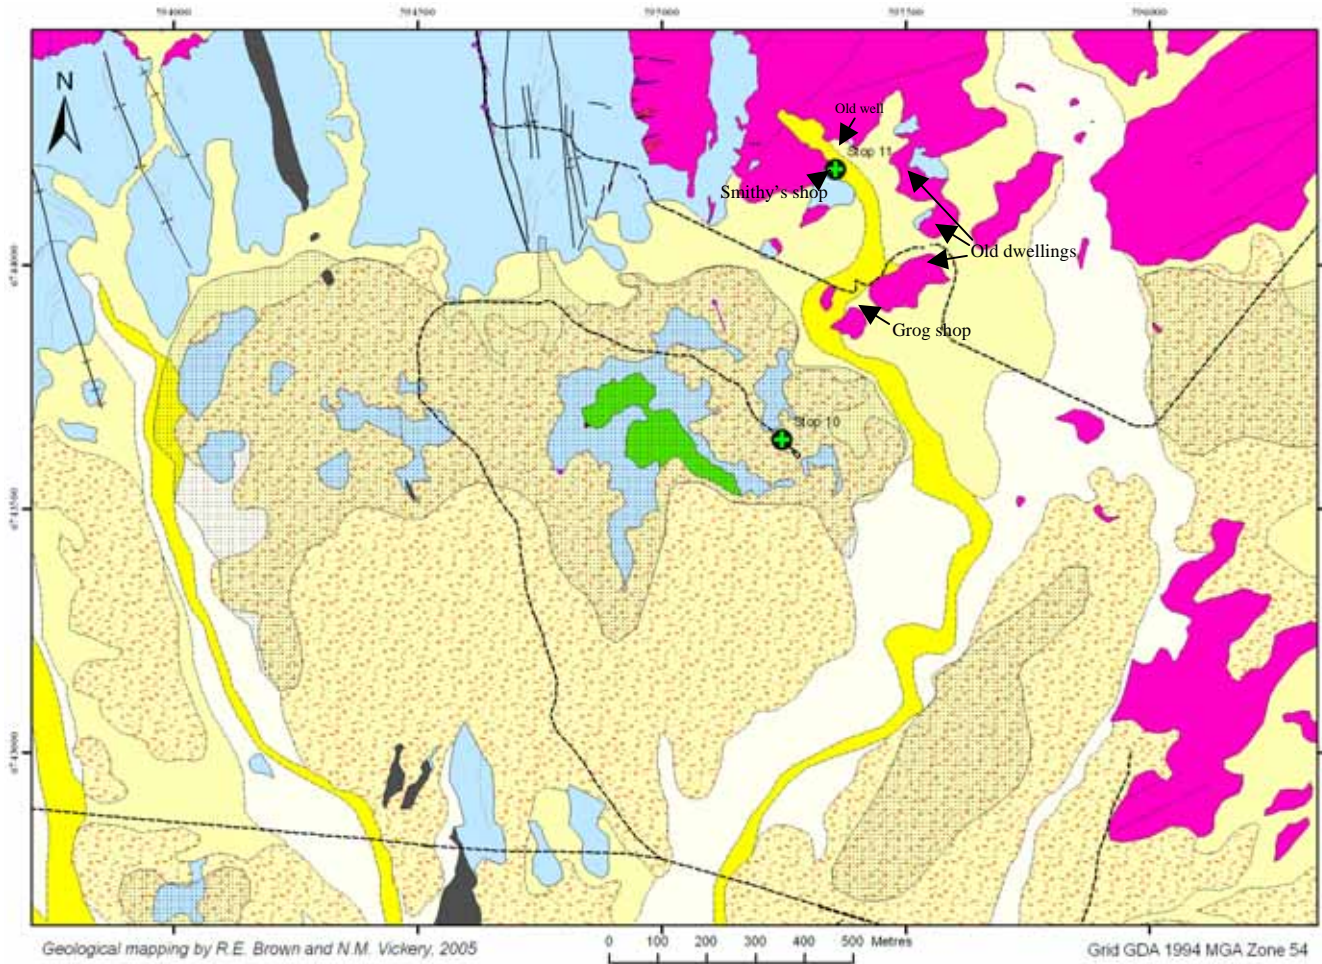 N
Old well
Stop 11
Smithy's shop
Old dwellings
Grog shop
Stop 10
Geological mapping by R.E. Brown and N.M. Vickery, 2005
0 100 200 300 400 500 Metres
Grid GDA 1994 MGA Zone 54